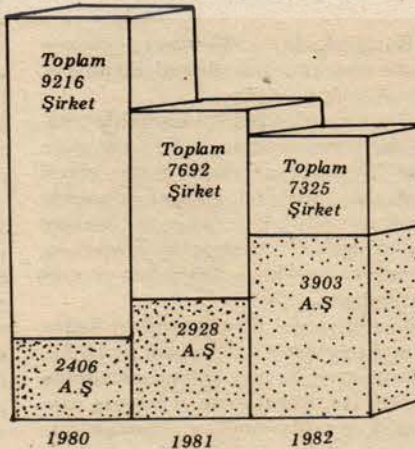 Toplam
9216
Şirket
Toplam
7692
Şirket
Toplam
7325
Şirket
2406
A.Ş
2928
A.Ş
3903
A.Ş
1980
1981
1982